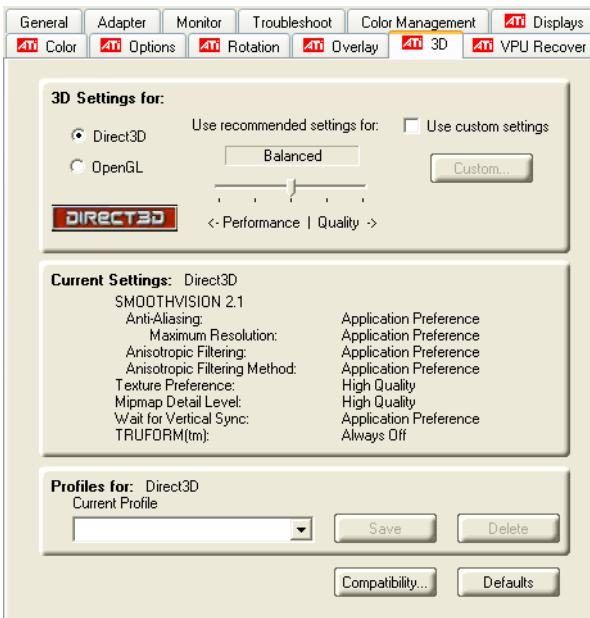 General Adapter Monitor Troubleshoot Color Management ATI Displays
ATI Color ATI Options ATI Rotation ATI Overlay ATI 3D ATI VPU Recover
3D Settings for:
Direct3D
OpenGL
DIRECT3D
Use recommended settings for:
Balanced
<- Performance | Quality ->
Use custom settings
Custom...
Current Settings: Direct3D
SMOOTHVISION 2.1
Anti-Aliasing: Application Preference
Maximum Resolution: Application Preference
Anisotropic Filtering: Application Preference
Anisotropic Filtering Method: Application Preference
Texture Preference: High Quality
Mipmap Detail Level: High Quality
Wait for Vertical Sync: Application Preference
TRUFORM(tm): Always Off
Profiles for: Direct3D
Current Profile
Save Delete
Compatibility... Defaults